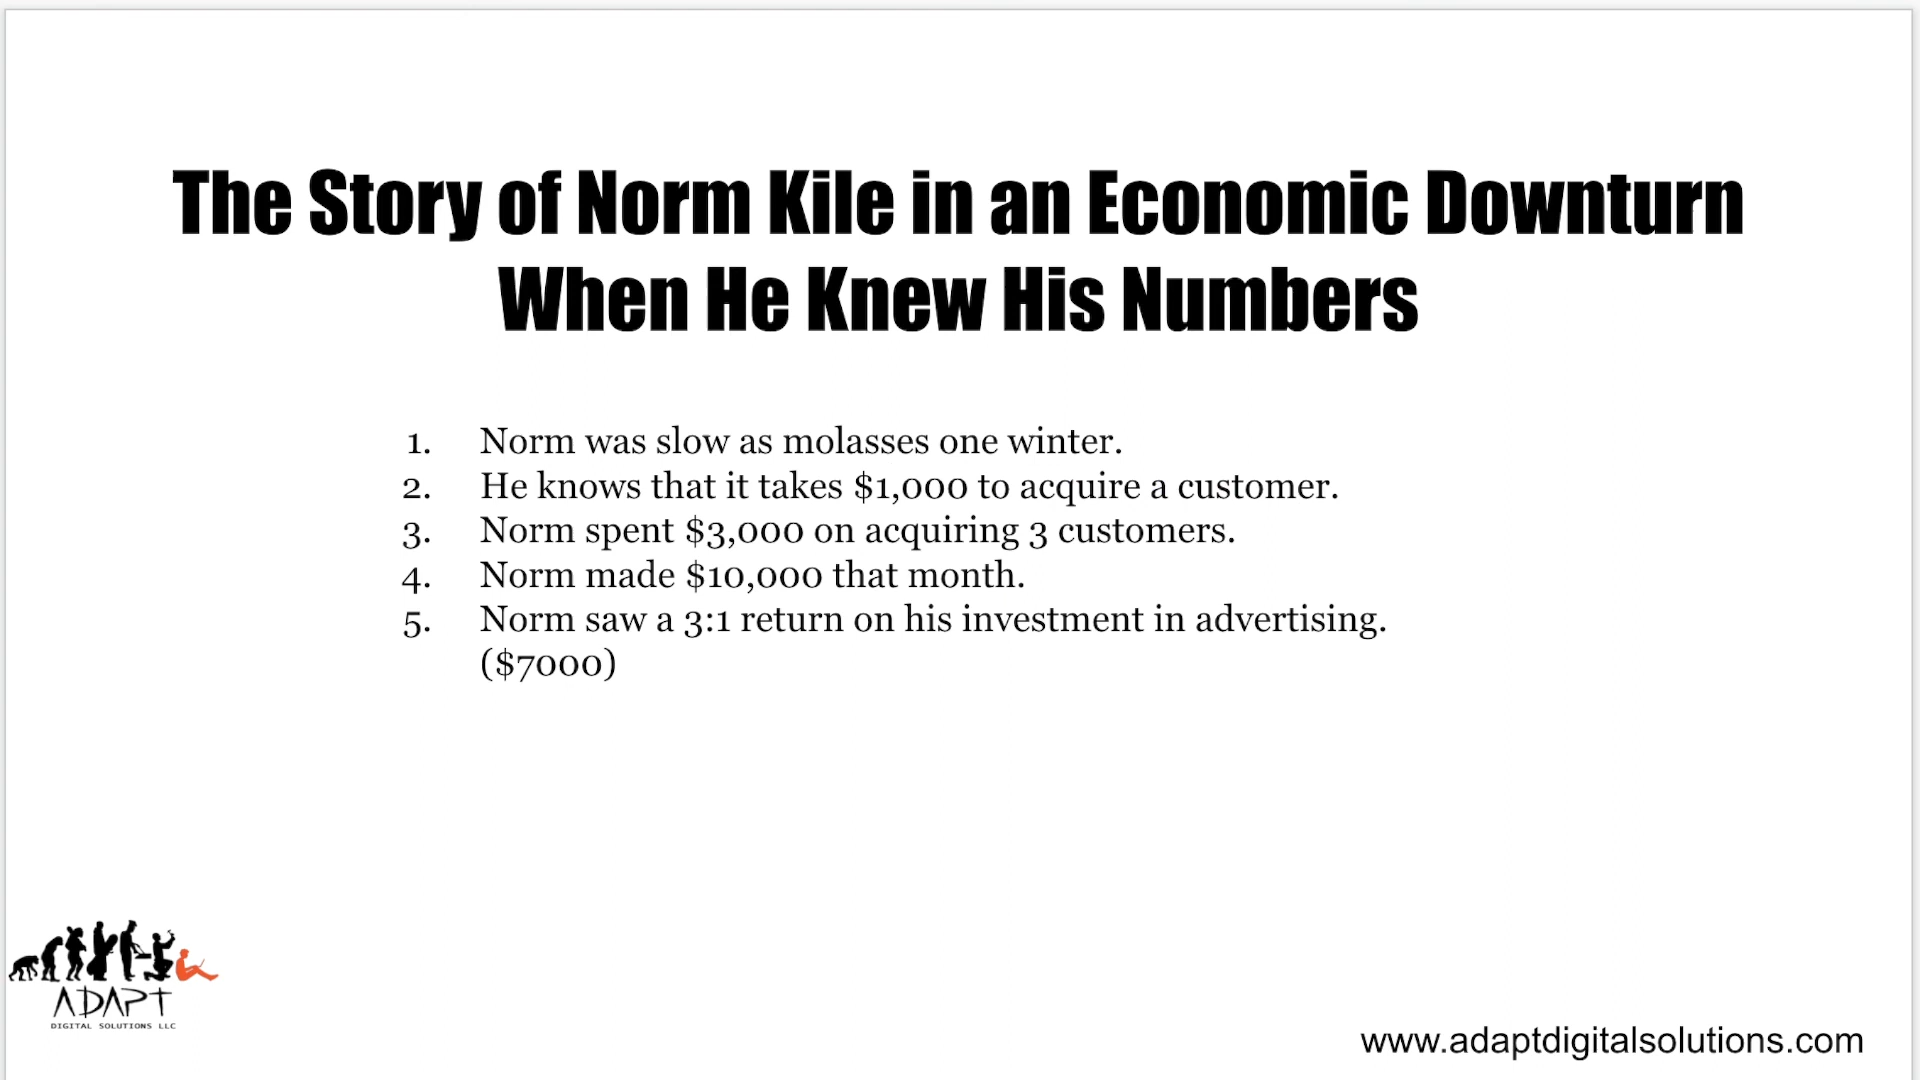 The Story of Norm Kile in an Economic Downturn
When He Knew His Numbers
1. Norm was slow as molasses one winter.
2. He knows that it takes $1,000 to acquire a customer.
3. Norm spent $3,000 on acquiring 3 customers.
4. Norm made $10,000 that month.
5. Norm saw a 3:1 return on his investment in advertising.
($7000)
ADAPT
DIGITAL SOLUTIONS LLC
www.adaptdigitalsolutions.com